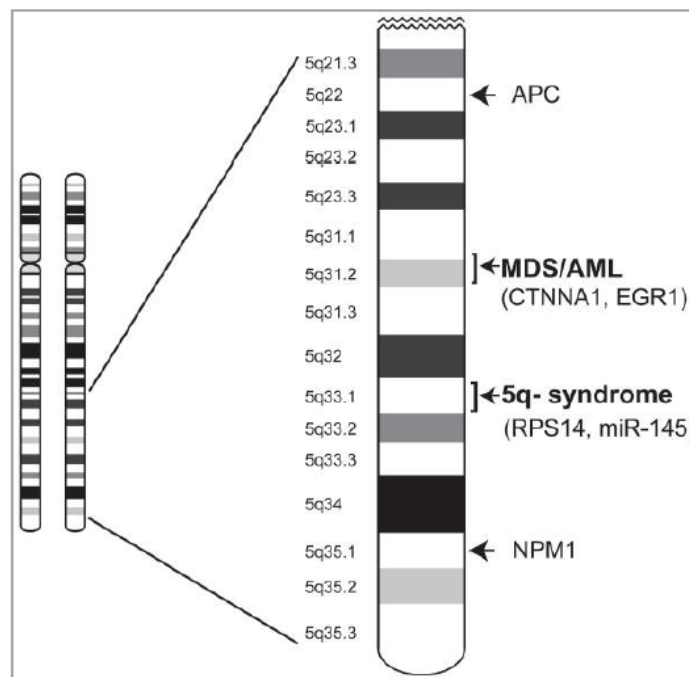 5q21.3
5q22
APC
5q23.1
5q23.2
5q23.3
5q31.1
5q31.2
MDS/AML
(CTNNA1, EGR1)
5q31.3
5q32
5q33.1
5q- syndrome
(RPS14, miR-145
5q33.2
5q33.3
5q34
5q35.1
NPM1
5q35.2
5q35.3